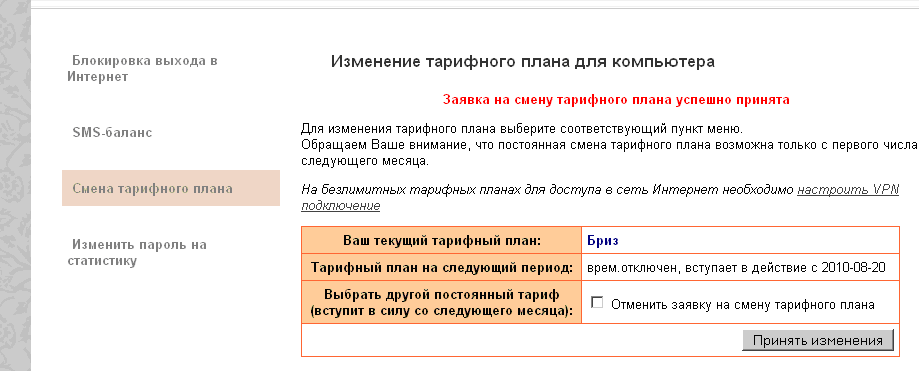 Блокировка выхода в
Интернет
SMS-баланс
Смена тарифного плана
Изменить пароль на
статистику
Изменение тарифного плана для компьютера
Заявка на смену тарифного плана успешно принята
Для изменения тарифного плана выберите соответствующий пункт меню.
Обращаем Ваше внимание, что постоянная смена тарифного плана возможна только с первого числа
следующего месяца.
На безлимитных тарифных планах для доступа в сеть Интернет необходимо настроить VPN
подключение
Ваш текущий тарифный план: Бриз
Тарифный план на следующий период: врем.отключен, вступает в действие с 2010-08-20
Выбрать другой постоянный тариф
(вступит в силу со следующего месяца): Отменить заявку на смену тарифного плана
Принять изменения